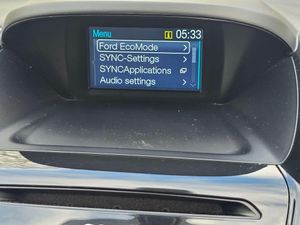 Menu i 05:33
Ford EcoMode
SYNC-Settings
SYNCApplications
Audio settings